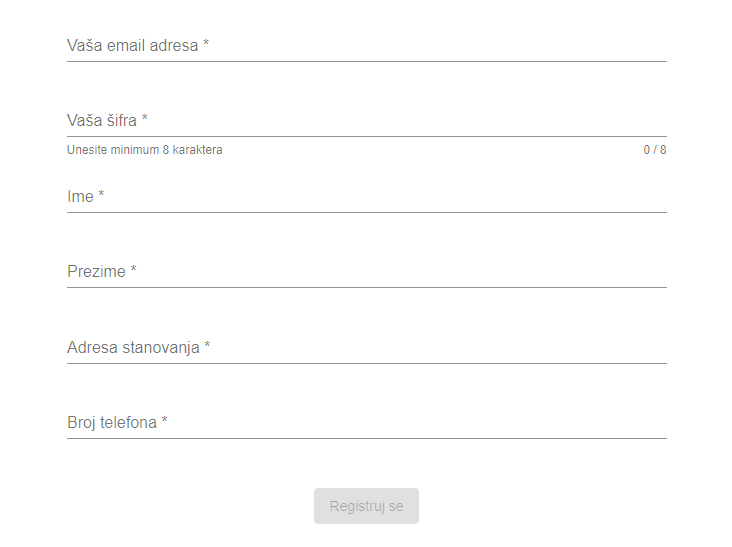 Vaša email adresa *
Vaša šifra *
Unesite minimum 8 karaktera 0 / 8
Ime *
Prezime *
Adresa stanovanja *
Broj telefona *
Registruj se